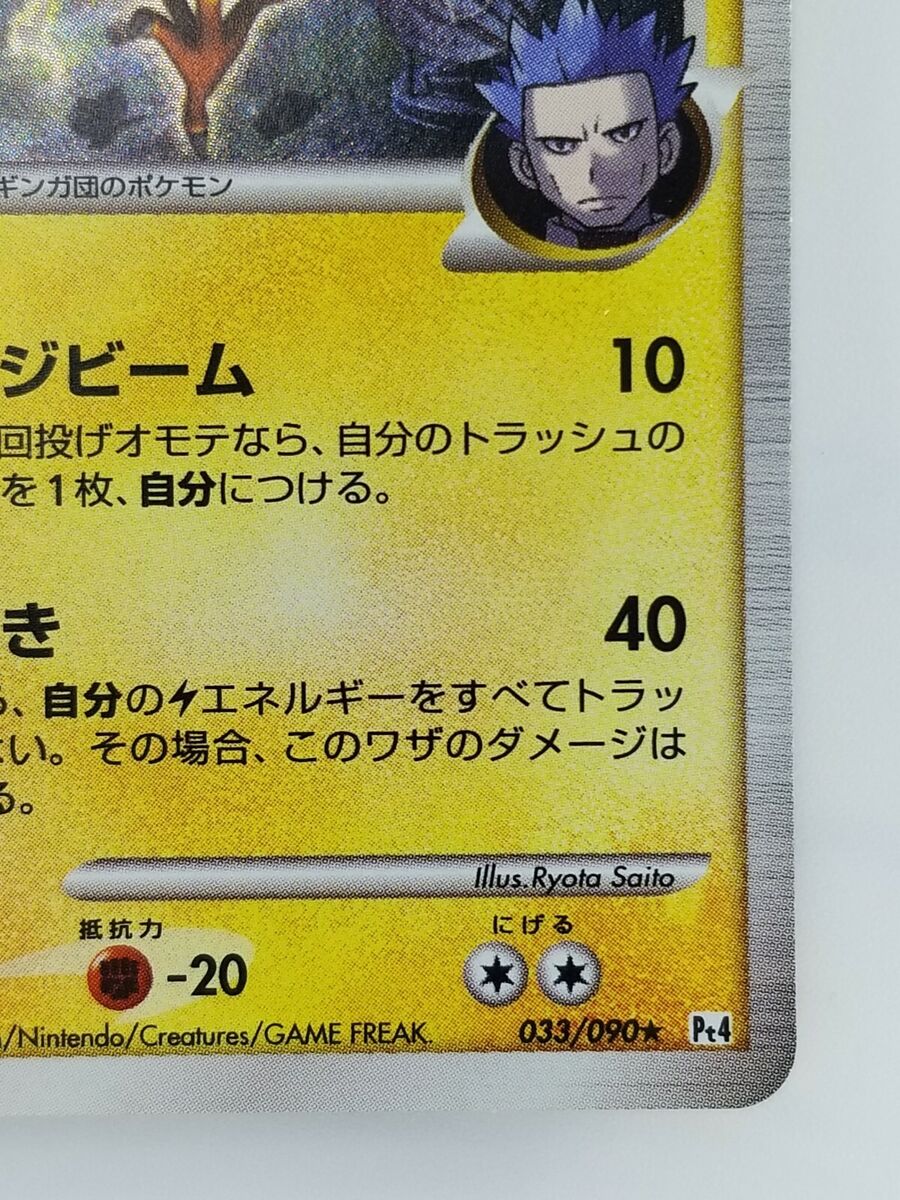 ギンガ団のポケモン
ジビーム 10
回投げオモテなら、自分のトラッシュの
を1枚、自分につける。
き 40
、自分のエネルギーをすべてトラッ
い。その場合、このワザのダメージは
る。
Illus.Ryota Saito
抵抗力 にげる
-20
/Nintendo/Creatures/GAME FREAK. 033/090★ Pt4